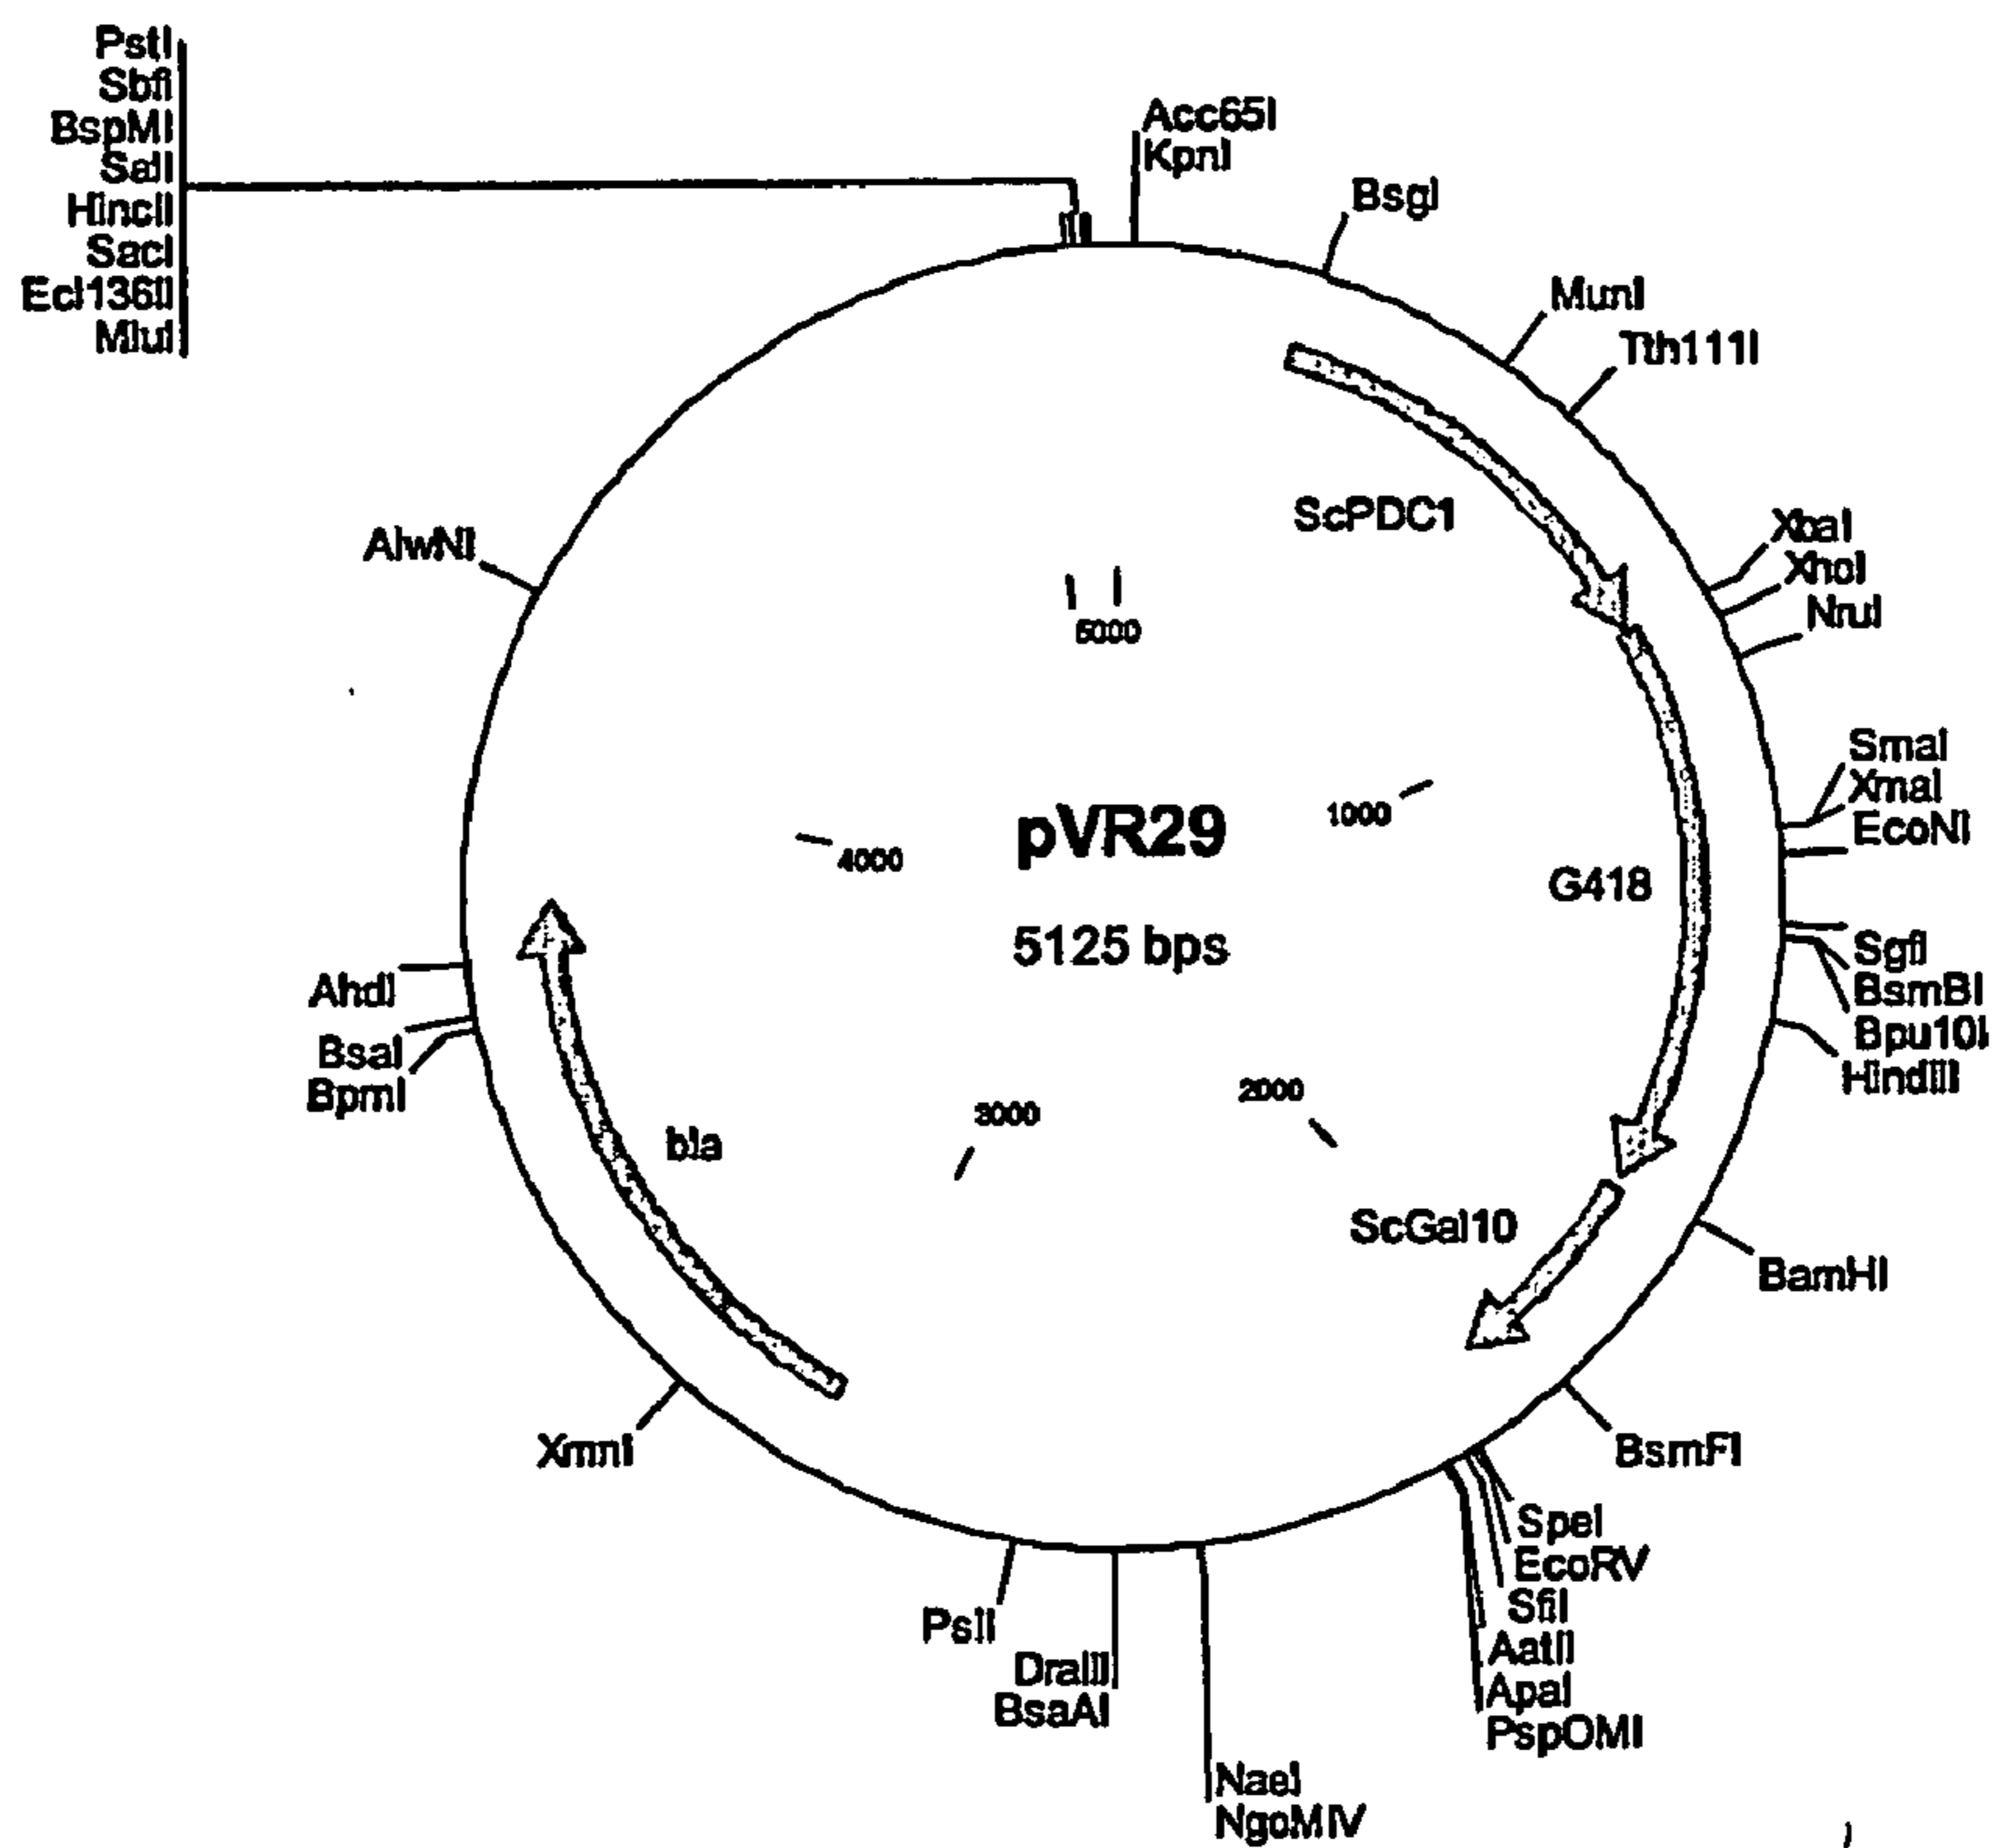 PstI
SbfI
BspMI
SalI
HincII
SacI
Ecl136II
MluI
Acc65I
KpnI
BsgI
MunI
Tth111I
XbaI
XhoI
NruI
SmaI
XmaI
EcoNI
SgfI
BsmBI
Bpu10I
HindIII
BamHI
BsmFI
SpeI
EcoRV
SfiI
AatII
ApaI
PspOMI
NaeI
NgoMIV
DraIII
BsaAI
PsiI
XmnI
BpmI
BsaI
AhdI
AlwNI
ScPDC1
G418
ScGal10
bla
5000
1000
2000
3000
4000
pVR29
5125 bps